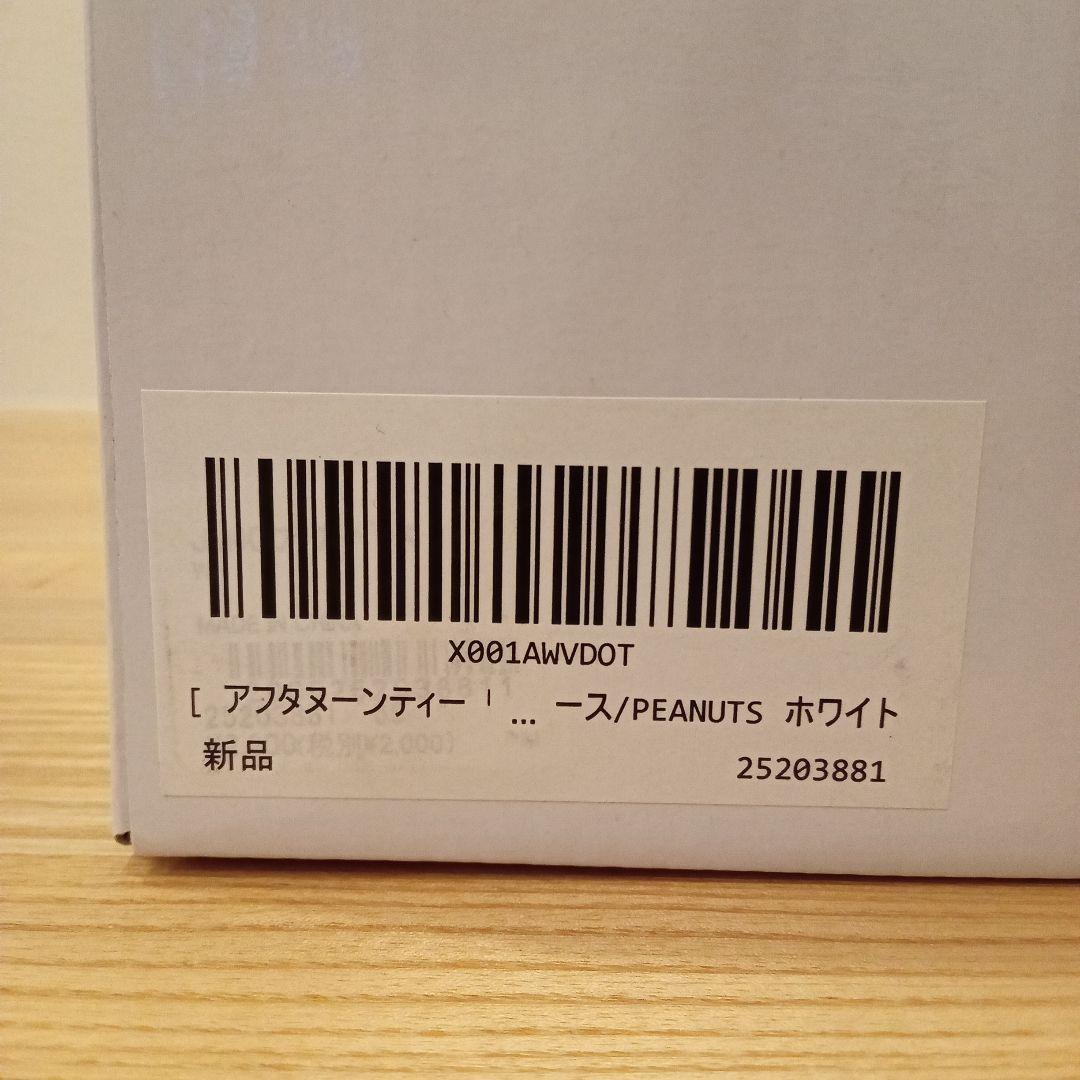 X001AWVDOT
[ アフタヌーンティー ╵ … ース/PEANUTS ホワイト
新品
25203881